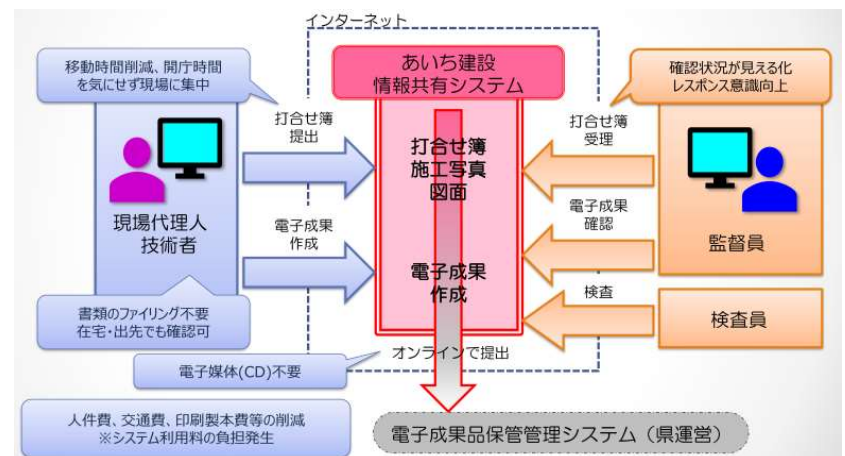 インターネット
移動時間削減、開庁時間
を気にせず現場に集中
あいち建設
情報共有システム
確認状況が見える化
レスポンス意識向上
打合せ簿
提出
打合せ簿
施工写真
図面
打合せ簿
受理
現場代理人
技術者
電子成果
作成
電子成果
作成
電子成果
確認
監督員
書類のファイリング不要
在宅・出先でも確認可
検査
検査員
電子媒体(CD)不要
オンラインで提出
人件費、交通費、印刷製本費等の削減
※システム利用料の負担発生
電子成果品保管管理システム（県運営）